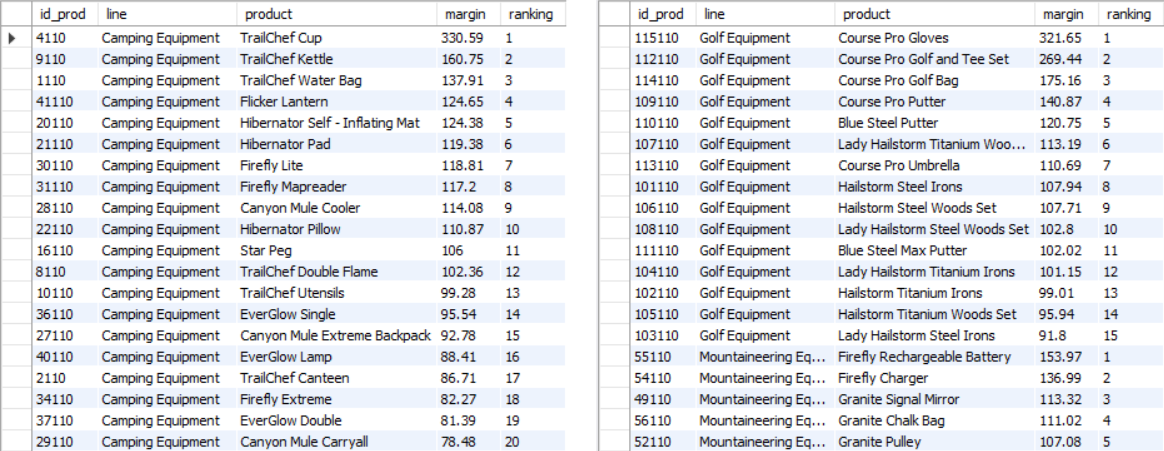 id_prod line product margin ranking
4110 Camping Equipment TrailChef Cup 330.59 1
9110 Camping Equipment TrailChef Kettle 160.75 2
1110 Camping Equipment TrailChef Water Bag 137.91 3
41110 Camping Equipment Flicker Lantern 124.65 4
20110 Camping Equipment Hibernator Self - Inflating Mat 124.38 5
21110 Camping Equipment Hibernator Pad 119.38 6
30110 Camping Equipment Firefly Lite 118.81 7
31110 Camping Equipment Firefly Mapreader 117.2 8
28110 Camping Equipment Canyon Mule Cooler 114.08 9
22110 Camping Equipment Hibernator Pillow 110.87 10
16110 Camping Equipment Star Peg 106 11
8110 Camping Equipment TrailChef Double Flame 102.36 12
10110 Camping Equipment TrailChef Utensils 99.28 13
36110 Camping Equipment EverGlow Single 95.54 14
27110 Camping Equipment Canyon Mule Extreme Backpack 92.78 15
40110 Camping Equipment EverGlow Lamp 88.41 16
2110 Camping Equipment TrailChef Canteen 86.71 17
34110 Camping Equipment Firefly Extreme 82.27 18
37110 Camping Equipment EverGlow Double 81.39 19
29110 Camping Equipment Canyon Mule Carryall 78.48 20
id_prod line product margin ranking
115110 Golf Equipment Course Pro Gloves 321.65 1
112110 Golf Equipment Course Pro Golf and Tee Set 269.44 2
114110 Golf Equipment Course Pro Golf Bag 175.16 3
109110 Golf Equipment Course Pro Putter 140.87 4
110110 Golf Equipment Blue Steel Putter 120.75 5
107110 Golf Equipment Lady Hailstorm Titanium Woo... 113.19 6
113110 Golf Equipment Course Pro Umbrella 110.69 7
101110 Golf Equipment Hailstorm Steel Irons 107.94 8
106110 Golf Equipment Hailstorm Steel Woods Set 107.71 9
108110 Golf Equipment Lady Hailstorm Steel Woods Set 102.8 10
111110 Golf Equipment Blue Steel Max Putter 102.02 11
104110 Golf Equipment Lady Hailstorm Titanium Irons 101.15 12
102110 Golf Equipment Hailstorm Titanium Irons 99.01 13
105110 Golf Equipment Hailstorm Titanium Woods Set 95.94 14
103110 Golf Equipment Lady Hailstorm Steel Irons 91.8 15
55110 Mountaineering Eq... Firefly Rechargeable Battery 153.97 1
54110 Mountaineering Eq... Firefly Charger 136.99 2
49110 Mountaineering Eq... Granite Signal Mirror 113.32 3
56110 Mountaineering Eq... Granite Chalk Bag 111.02 4
52110 Mountaineering Eq... Granite Pulley 107.08 5